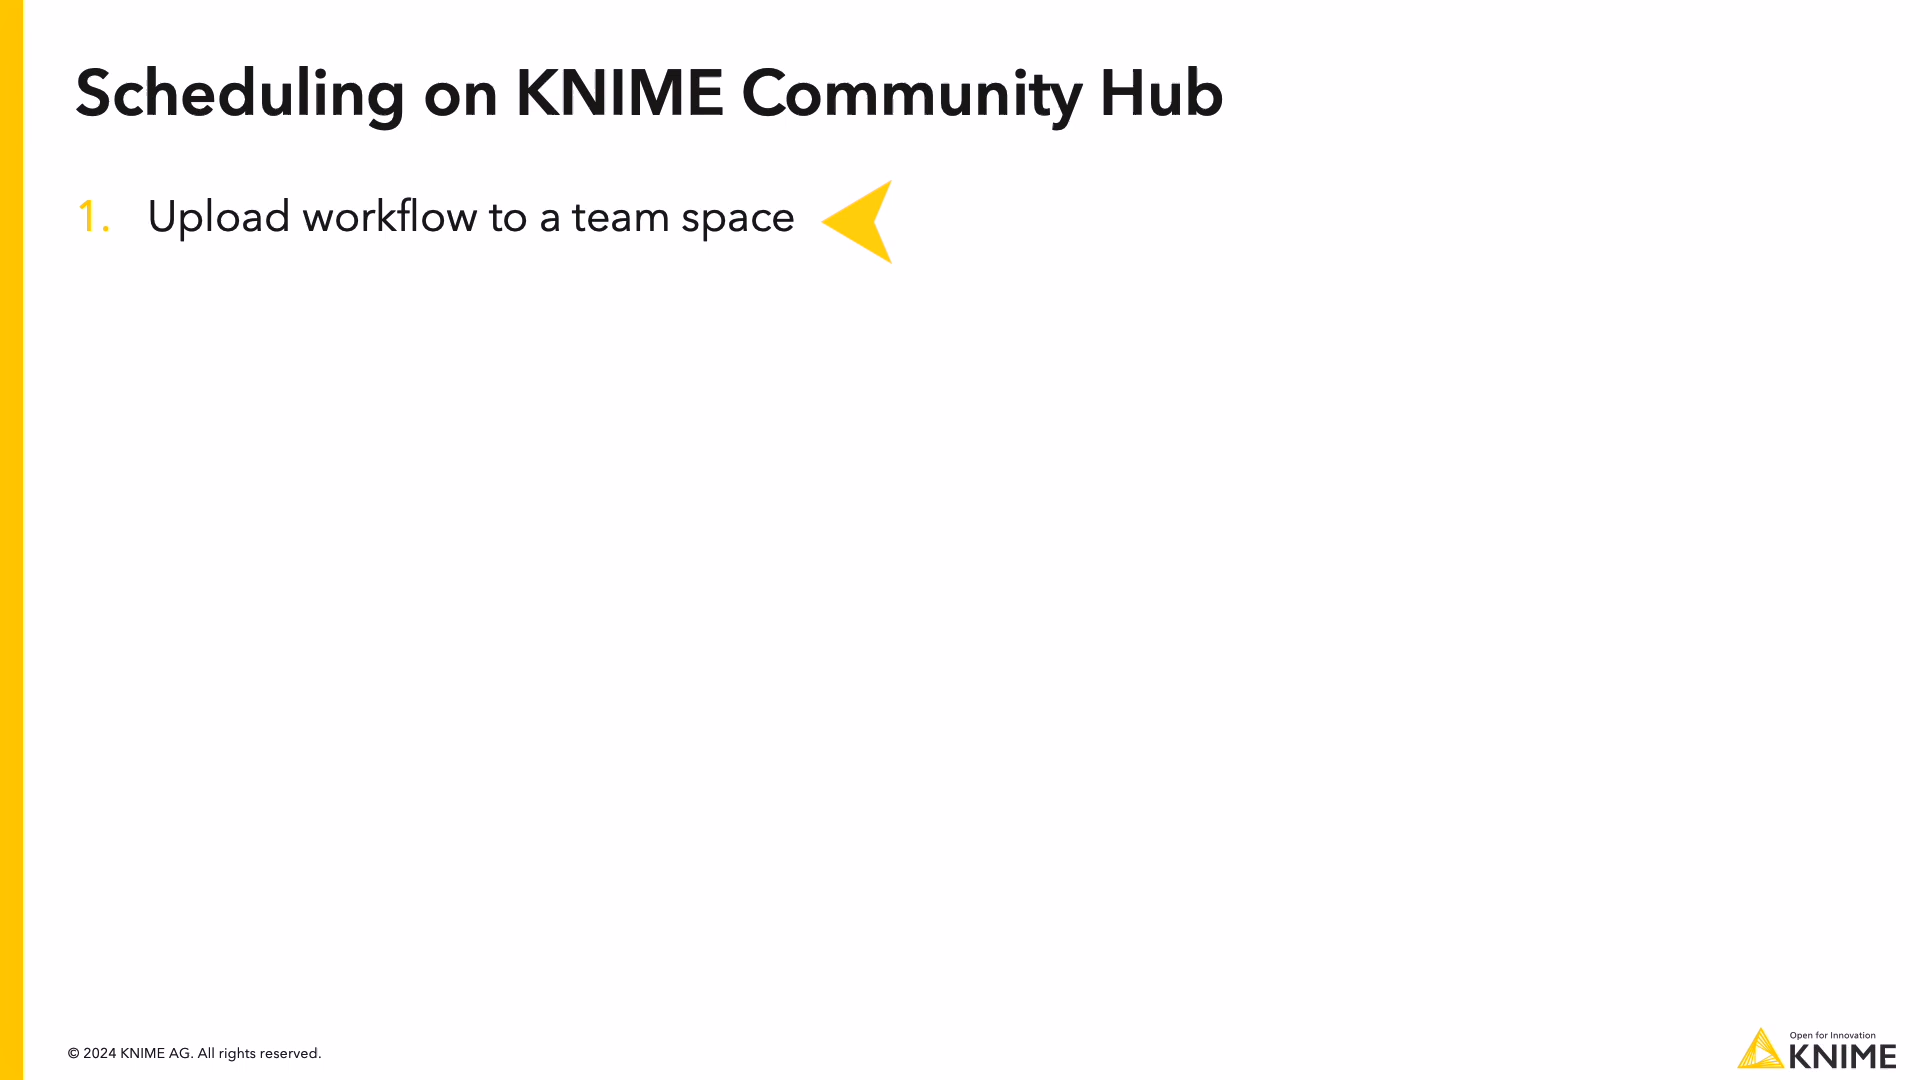 Scheduling on KNIME Community Hub
1. Upload workflow to a team space
© 2024 KNIME AG. All rights reserved.
Open for Innovation
KNIME